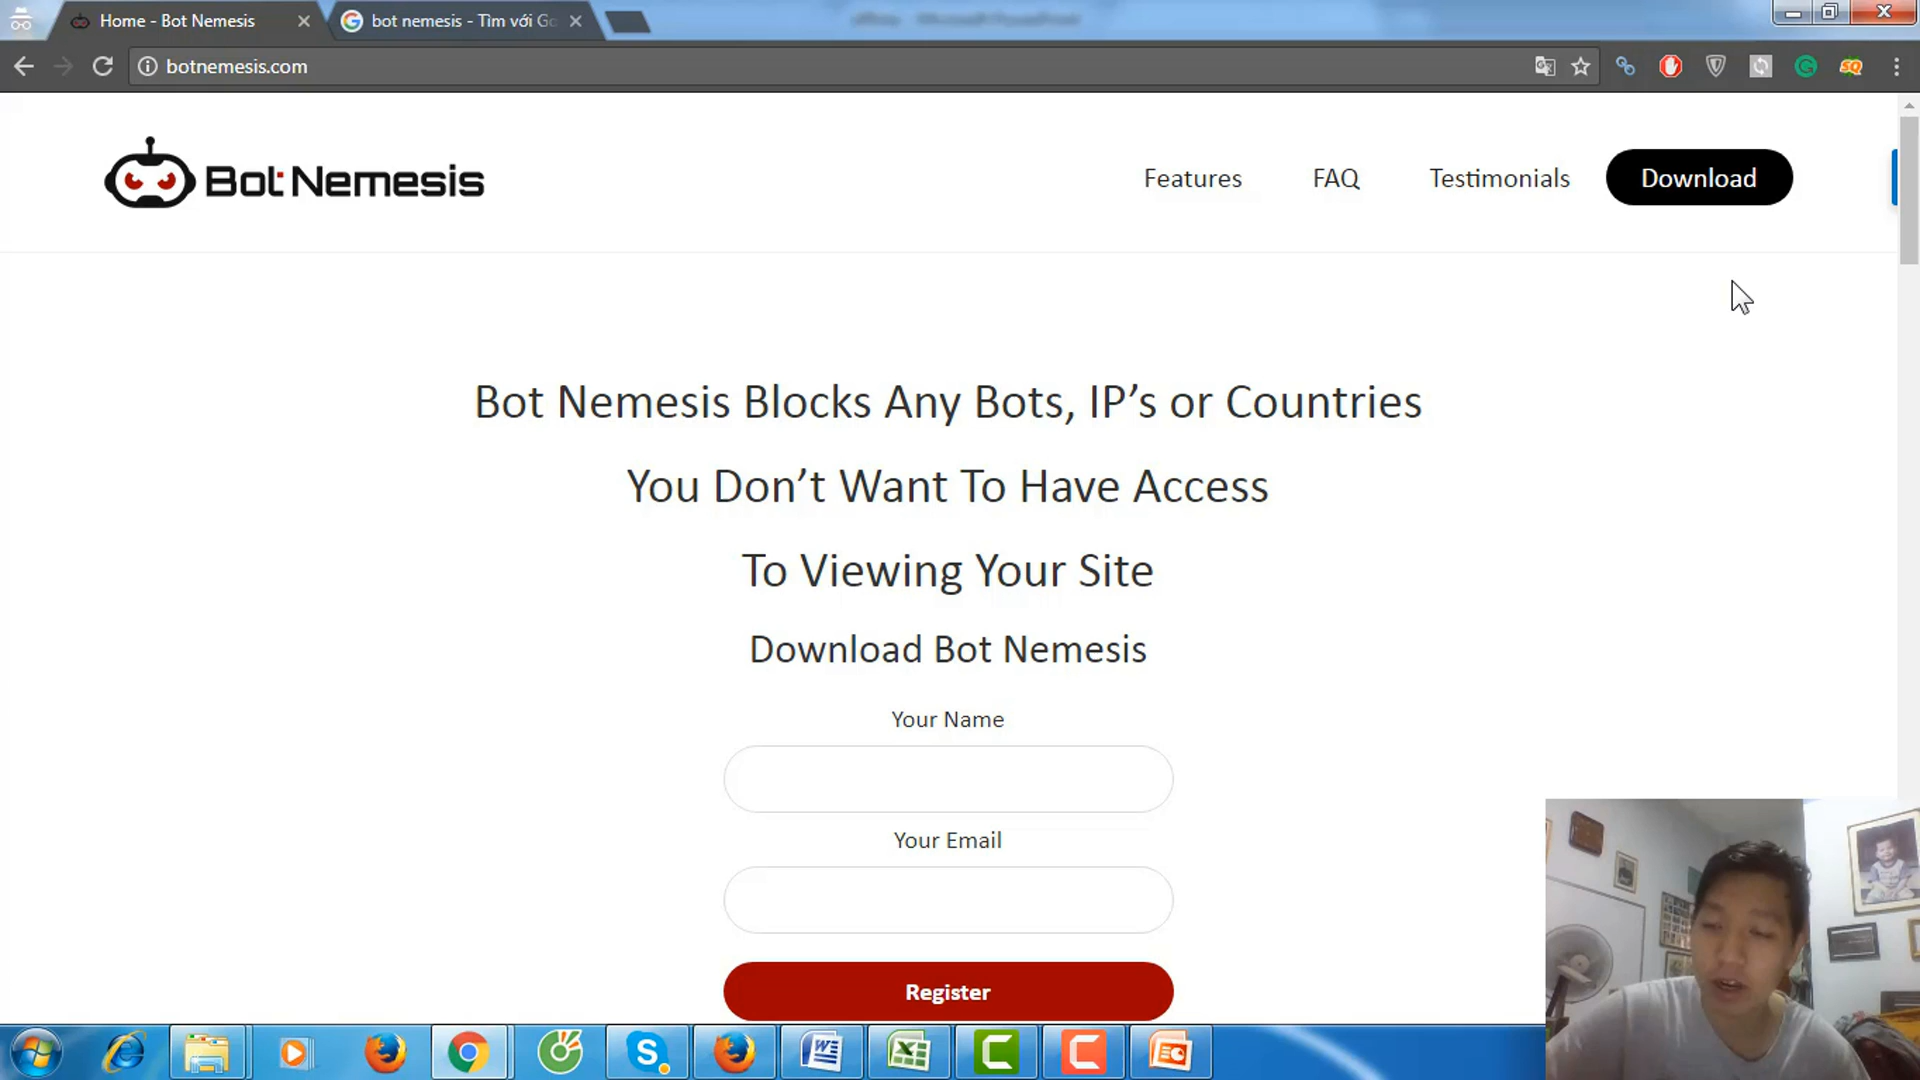 Home - Bot Nemesis
bot nemesis - Tìm với Go
botnemesis.com
Bot Nemesis
Features
FAQ
Testimonials
Download
Bot Nemesis Blocks Any Bots, IP’s or Countries
You Don’t Want To Have Access
To Viewing Your Site
Download Bot Nemesis
Your Name
Your Email
Register